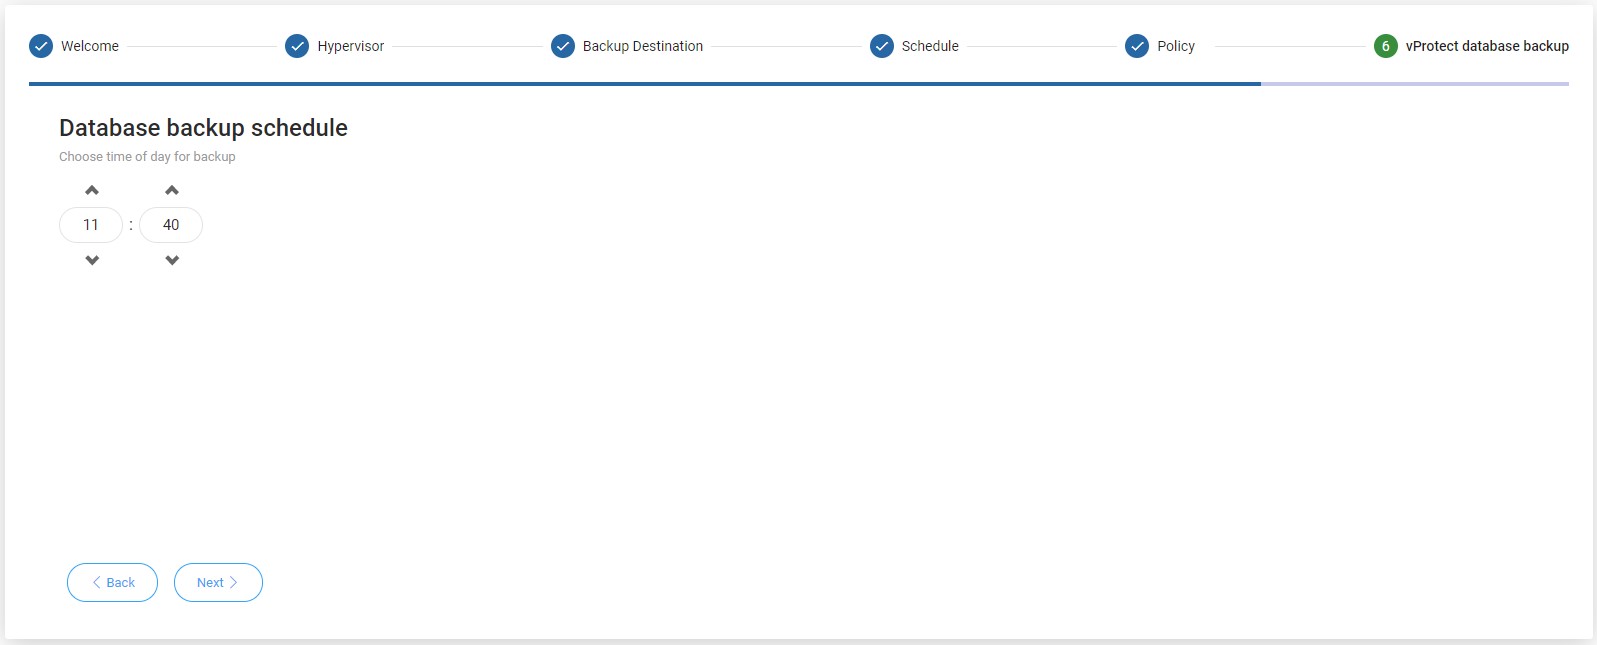 Welcome
Hypervisor
Backup Destination
Schedule
Policy
6 vProtect database backup
Database backup schedule
Choose time of day for backup
11 : 40
Back
Next